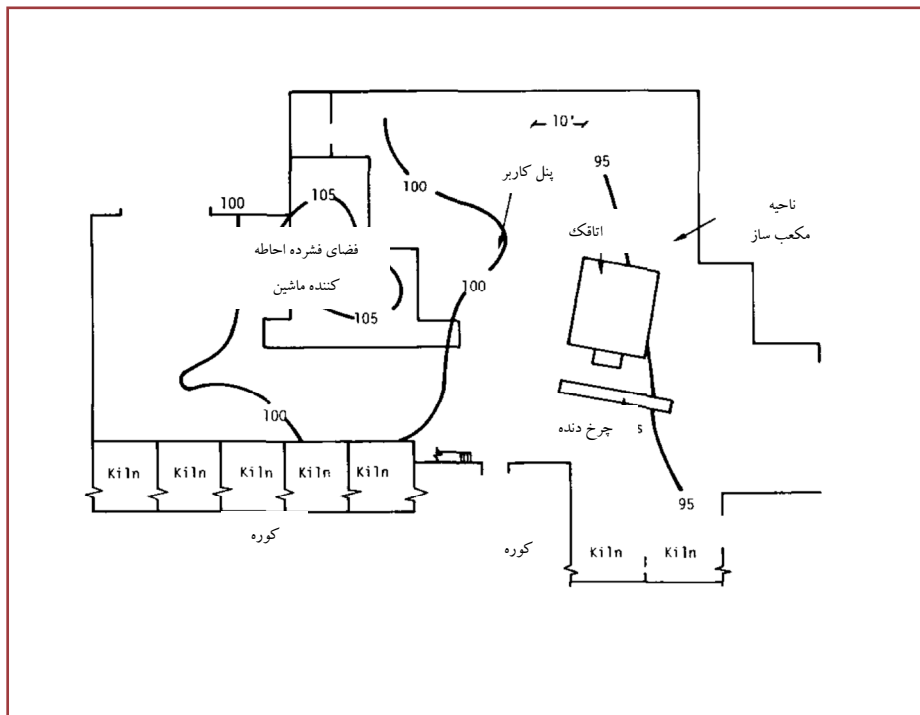 10'
95
100
پنل کاربر
ناحیه
مکعب ساز
105
100
اتاقک
فضای فشرده احاطه
کننده ماشین
100
105
100
چرخ دنده
s
Kiln
Kiln
Kiln
Kiln
Kiln
95
کوره
کوره
Kiln
Kiln